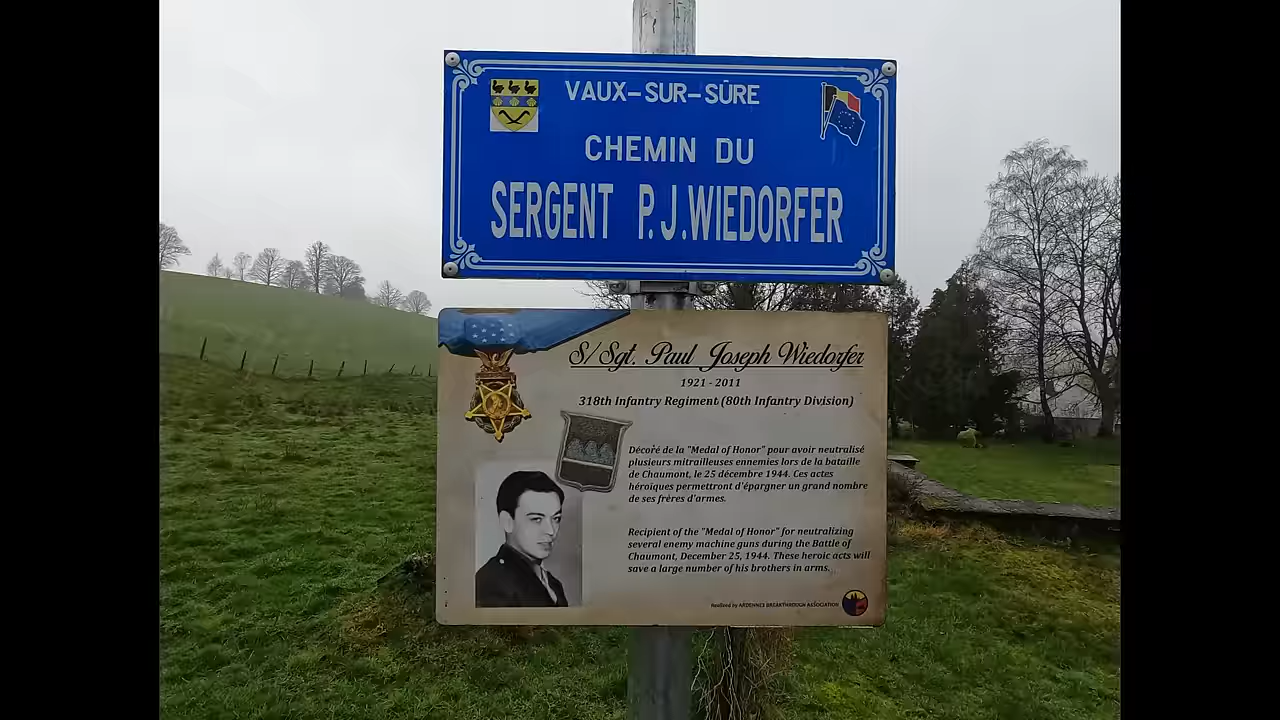 VAUX-SUR-SÛRE
CHEMIN DU
SERGENT P.J.WIEDORFER
S/Sgt. Paul Joseph Wiedorfer
1921 - 2011
318th Infantry Regiment (80th Infantry Division)
Décoré de la "Medal of Honor" pour avoir neutralisé
plusieurs mitrailleuses ennemies lors de la bataille
de Chaumont, le 25 décembre 1944. Ces actes
héroïques permettront d'épargner un grand nombre
de ses frères d'armes.
Recipient of the "Medal of Honor" for neutralizing
several enemy machine guns during the Battle of
Chaumont, December 25, 1944. These heroic acts will
save a large number of his brothers in arms.
Realized by ARDENNES BREAKTHROUGH ASSOCIATION